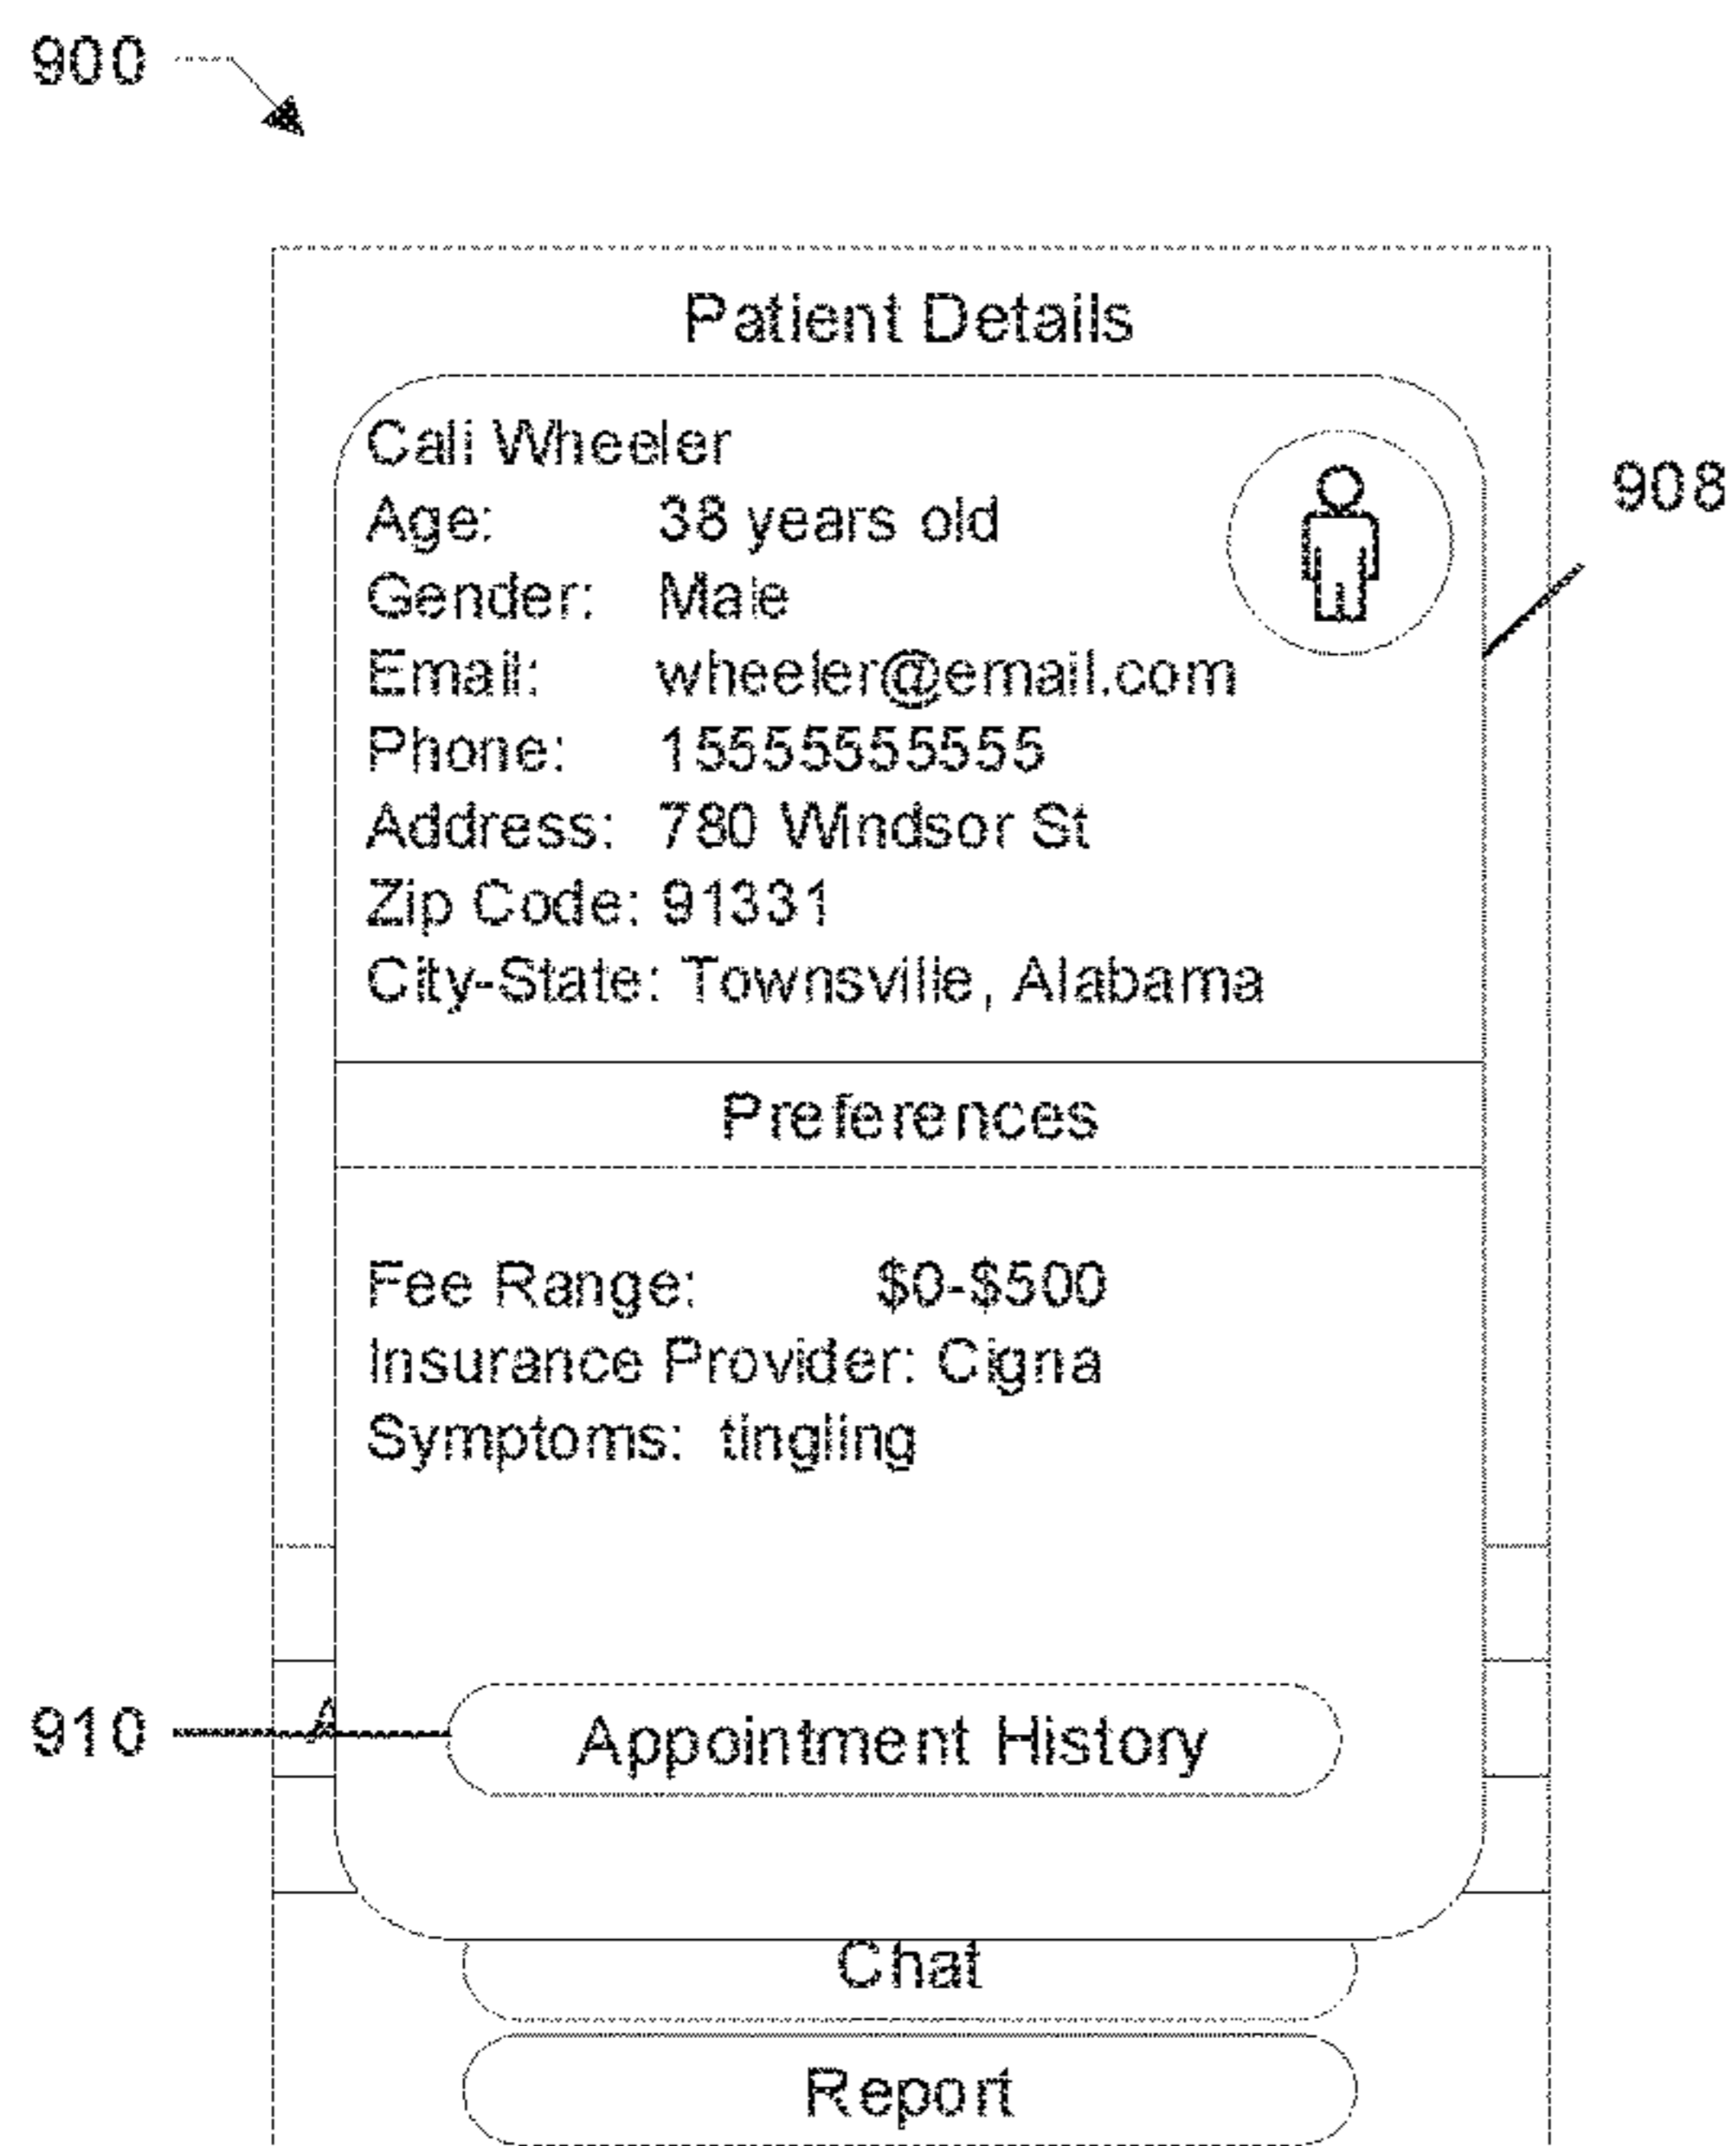 900
Patient Details
Cali Wheeler
Age: 38 years old
908
Gender: Male
Email: wheeler@email.com
Phone: 15555555555
Address: 780 Windsor St
Zip Code: 91331
City-State: Townsville, Alabama
Preferences
Fee Range: $0-$500
Insurance Provider: Cigna
Symptoms: tingling
910
Appointment History
Chat
Report